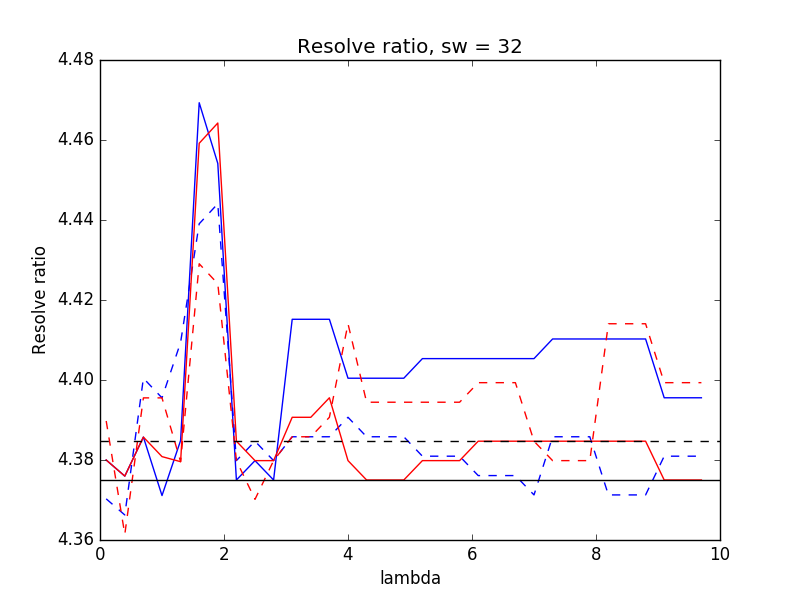 Resolve ratio, sw = 32
4.48
4.46
4.44
4.42
4.40
4.38
4.36
Resolve ratio
0 2 4 6 8 10
lambda